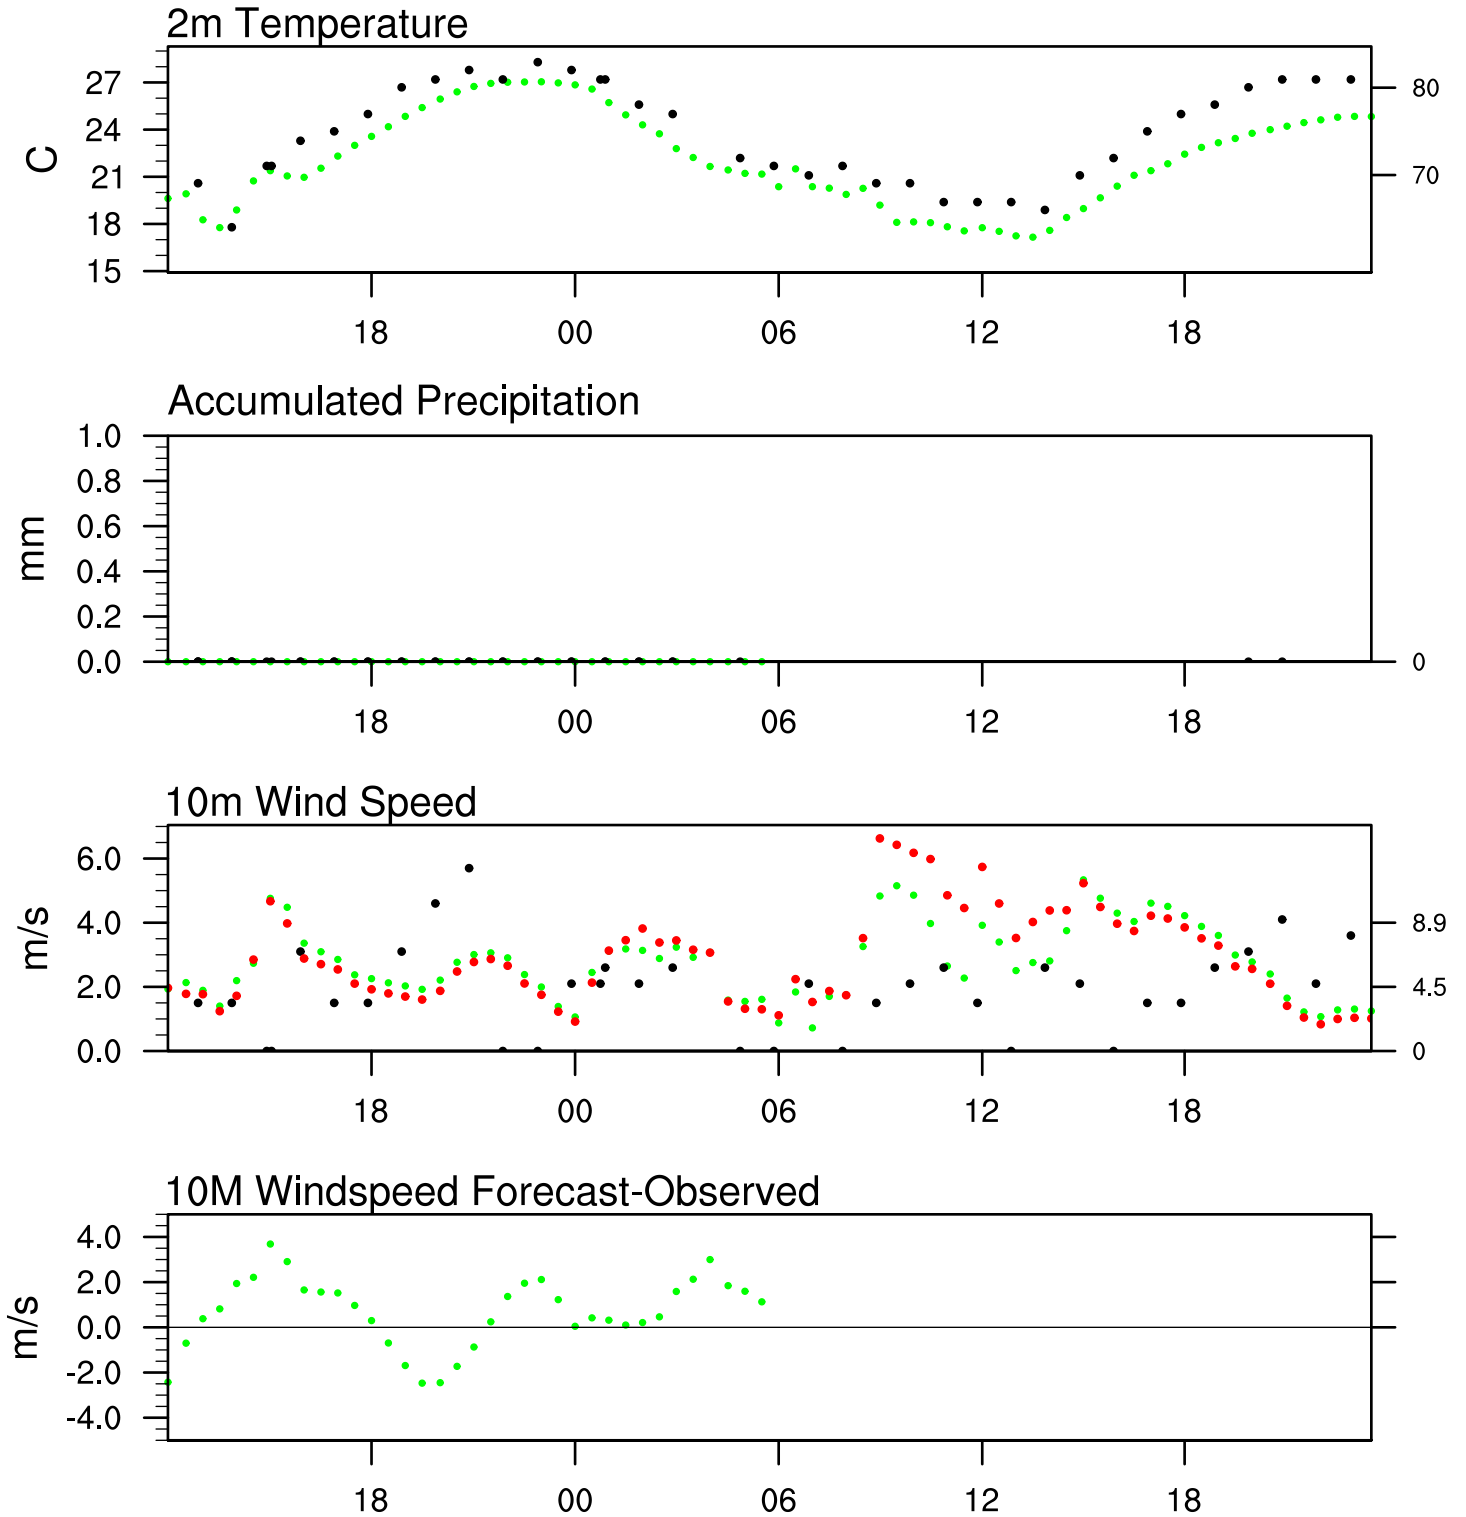 2m Temperature
27
24
21
18
15
C
80
70
18 00 06 12 18
Accumulated Precipitation
1.0
0.8
0.6
0.4
0.2
0.0
mm
0
18 00 06 12 18
10m Wind Speed
6.0
4.0
2.0
0.0
m/s
8.9
4.5
0
18 00 06 12 18
10M Windspeed Forecast-Observed
4.0
2.0
0.0
-2.0
-4.0
m/s
18 00 06 12 18